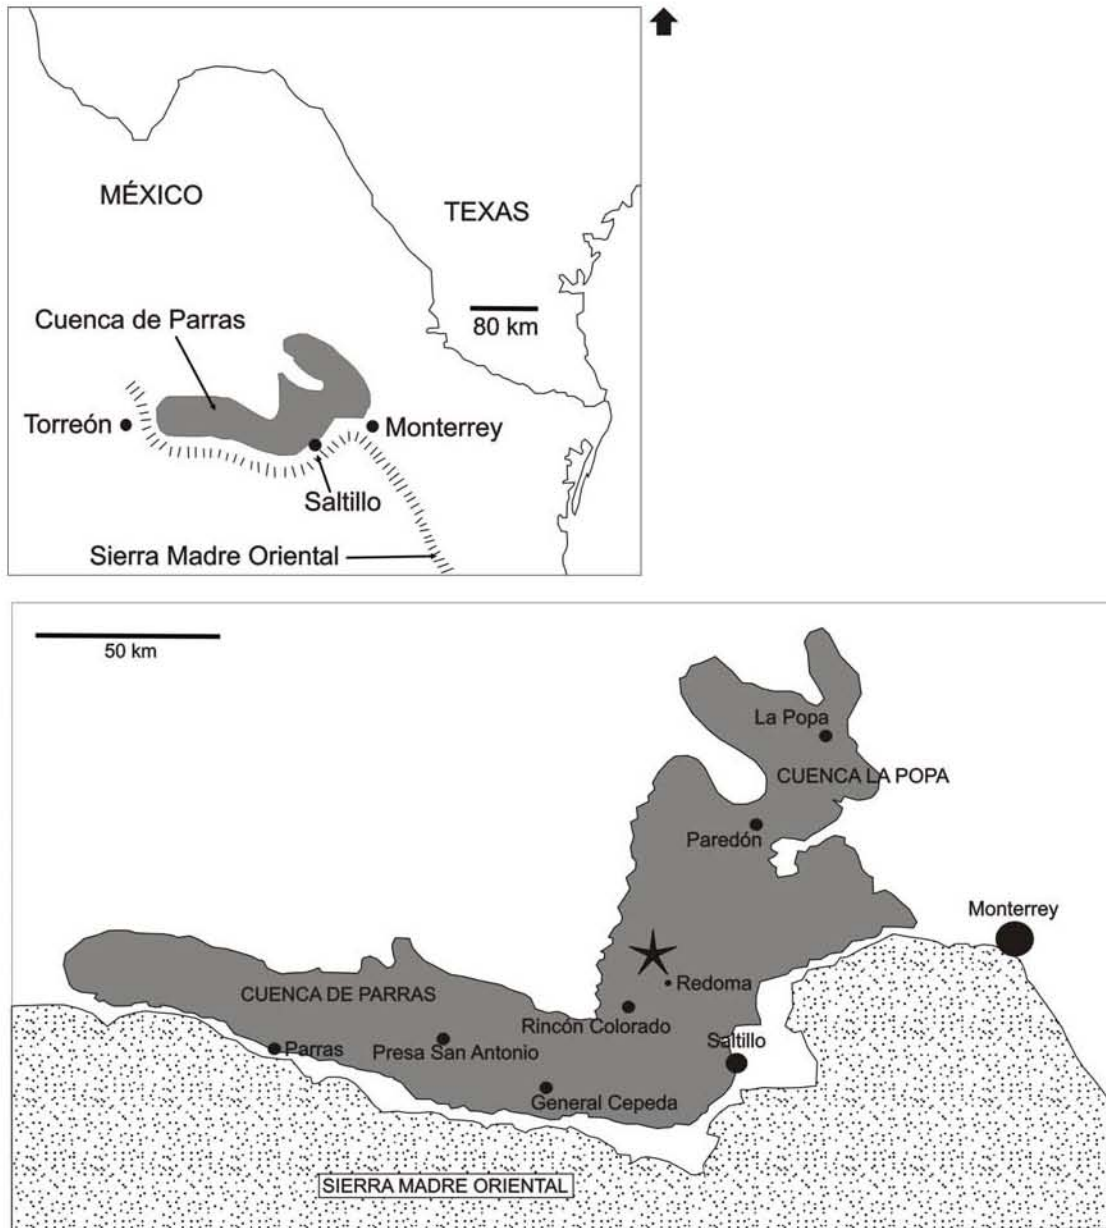 MÉXICO
TEXAS
80 km
Cuenca de Parras
Torreón
Monterrey
Saltillo
Sierra Madre Oriental
50 km
La Popa
CUENCA LA POPA
Paredón
Monterrey
Redoma
CUENCA DE PARRAS
Rincón Colorado
Saltillo
Parras
Presa San Antonio
General Cepeda
SIERRA MADRE ORIENTAL